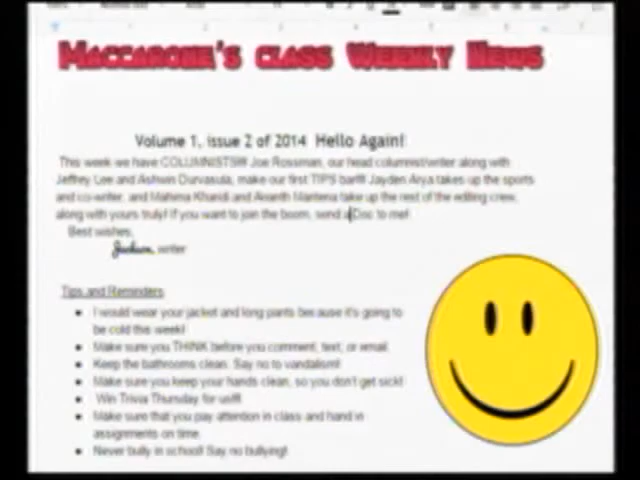 Maccarone's class Weekly News
Volume 1, issue 2 of 2014 Hello Again!
This week we have COLUMNISTS!!! Joe Rossman, our head columnist/writer along with
Jeffrey Lee and Ashwin Durvasula, make our first TIPS bar!!! Jayden Arya takes up the sports
and co-writer, and Mahima Khandi and Ananth Mantena take up the rest of the editing crew,
along with yours truly! If you want to join the boom, send a Doc to me!
Best wishes,
Jackson, writer
Tips and Reminders
I would wear your jacket and long pants because it's going to
be cold this week!
Make sure you THINK before you comment, text, or email.
Keep the bathrooms clean. Say no to vandalism!
Make sure you keep your hands clean, so you don't get sick!
Win Trivia Thursday for
Make sure that you pay attention in class and hand in
assignments on time.
Never bully in school! Say no bullying!